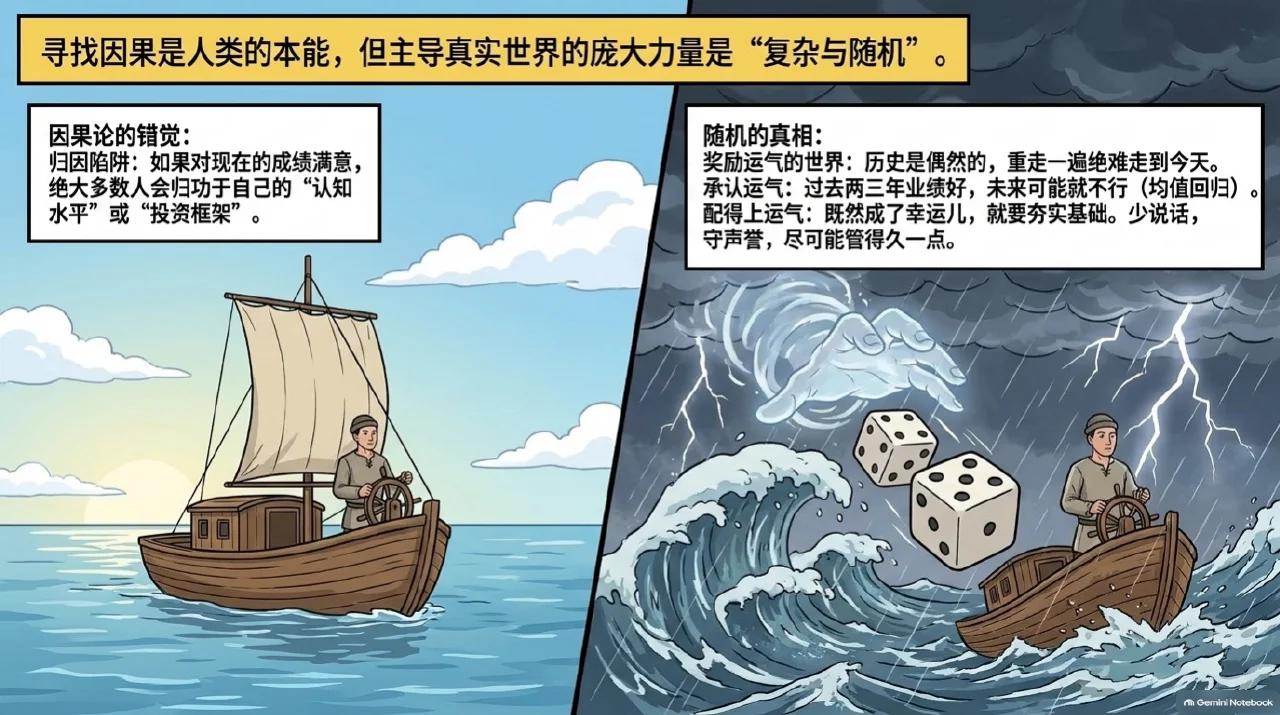 寻找因果是人类的本能，但主导真实世界的庞大力量是“复杂与随机”。
因果论的错觉：
归因陷阱：如果对现在的成绩满意，
绝大多数人会归功于自己的“认知
水平”或“投资框架”。
随机的真相：
奖励运气的世界：历史是偶然的，重走一遍绝难走到今天。
承认运气：过去两三年业绩好，未来可能就不行（均值回归）。
配得上运气：既然成了幸运儿，就要夯实基础。少说话，
守声誉，尽可能管得久一点。
Gemini Notebook